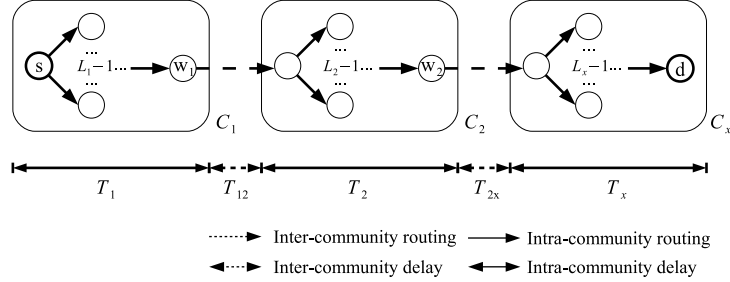 ... ... ...
s L₁−1... w₁ L₂−1... w₂ Lₓ−1... d
... ... ...
C₁ C₂ Cₓ
T₁ T₁₂ T₂ T₂ₓ Tₓ
Inter-community routing Intra-community routing
Inter-community delay Intra-community delay